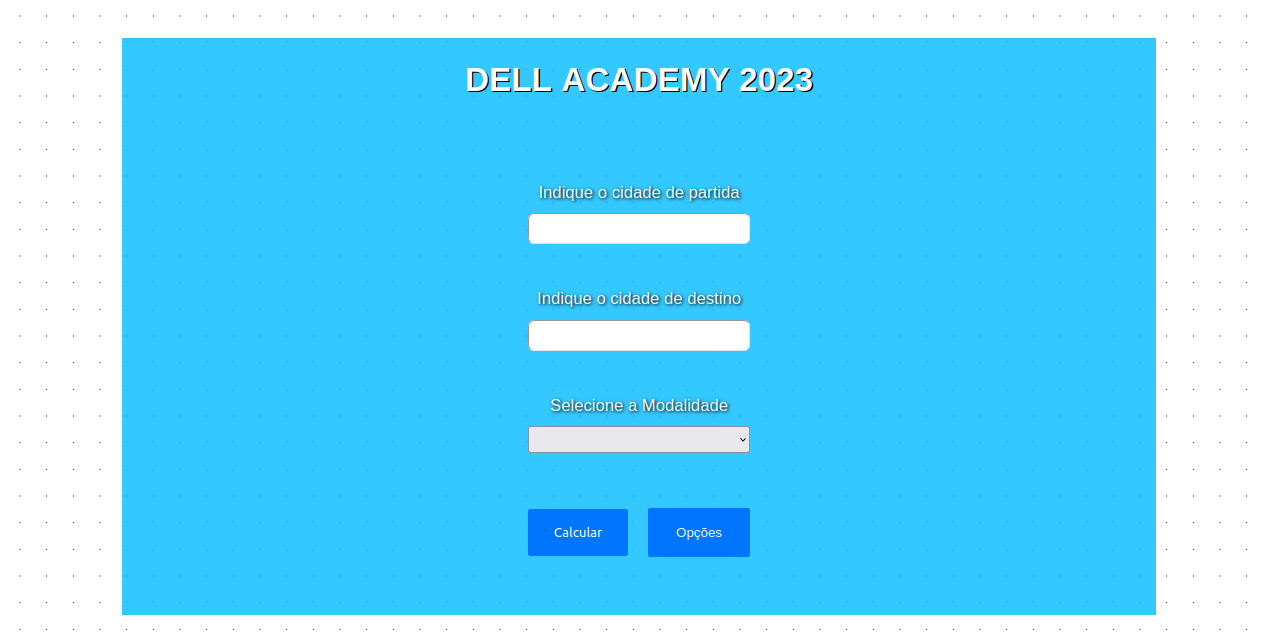 DELL ACADEMY 2023
Indique o cidade de partida
Indique o cidade de destino
Selecione a Modalidade
Calcular
Opções